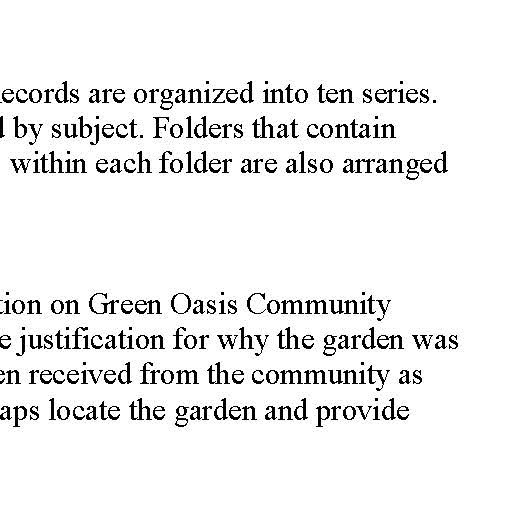 ecords are organized into ten series.
by subject. Folders that contain
within each folder are also arranged
tion on Green Oasis Community
e justification for why the garden was
en received from the community as
aps locate the garden and provide